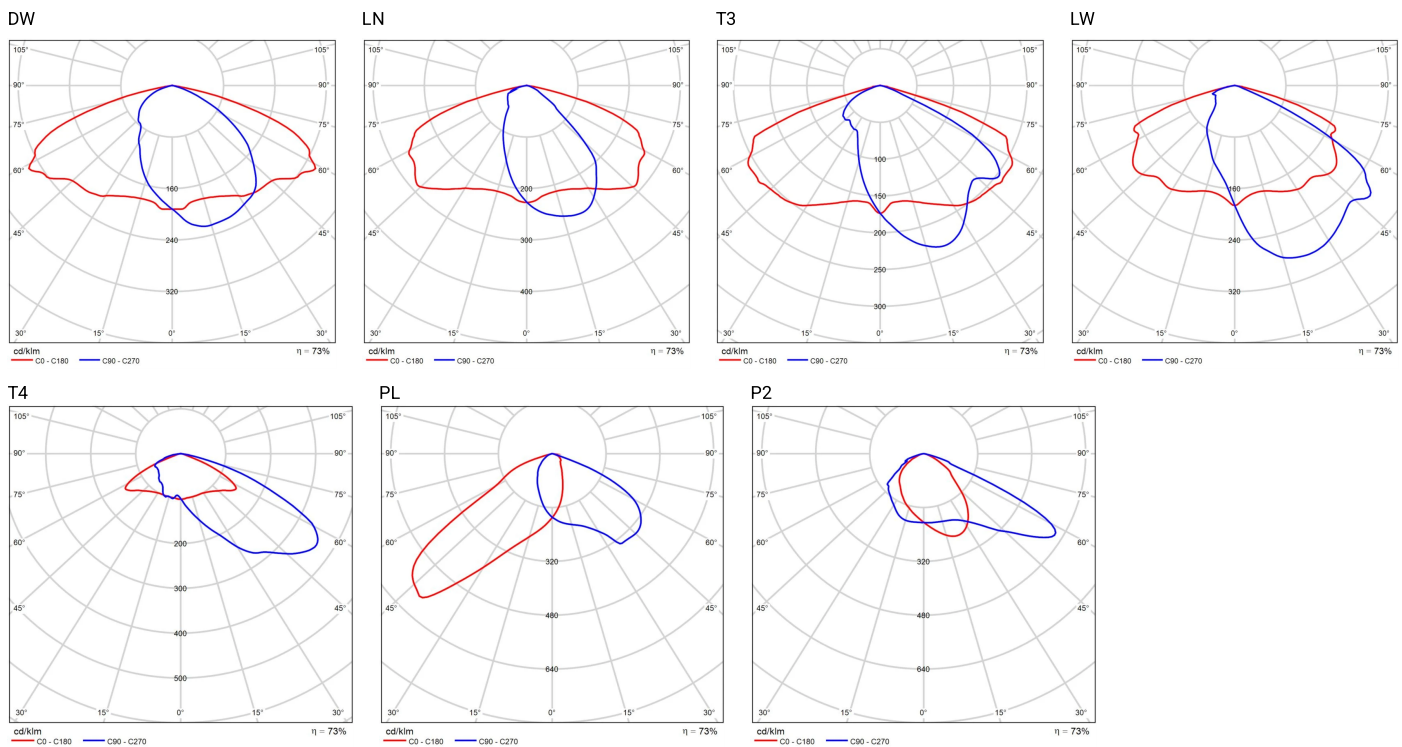 DW
LN
T3
LW
105° 105° 105° 105° 105° 105° 105° 105°
90° 90° 90° 90° 90° 90° 90° 90°
75° 75° 75° 75° 75° 75° 75° 75°
100
60° 60° 60° 60° 60° 60° 60° 60°
160 200 150 160
45° 45° 200 45° 45° 45° 45° 45° 45°
240 300 240
250
320 400 300 320
30° 15° 0° 15° 30° 30° 15° 0° 15° 30° 30° 15° 0° 15° 30° 30° 15° 0° 15° 30°
cd/klm η = 73% cd/klm η = 73% cd/klm η = 73% cd/klm η = 73%
C0 - C180 C90 - C270 C0 - C180 C90 - C270 C0 - C180 C90 - C270 C0 - C180 C90 - C270
T4
PL
P2
105° 105° 105° 105° 105° 105°
90° 90° 90° 90° 90° 90°
75° 75° 75° 75° 75° 75°
60° 200 60° 60° 60° 60° 60°
320 320
300
45° 45° 45° 45° 45° 45°
480 480
400
640 640
500
30° 15° 0° 15° 30° 30° 15° 0° 15° 30° 30° 15° 0° 15° 30°
cd/klm η = 73% cd/klm η = 73% cd/klm η = 73%
C0 - C180 C90 - C270 C0 - C180 C90 - C270 C0 - C180 C90 - C270